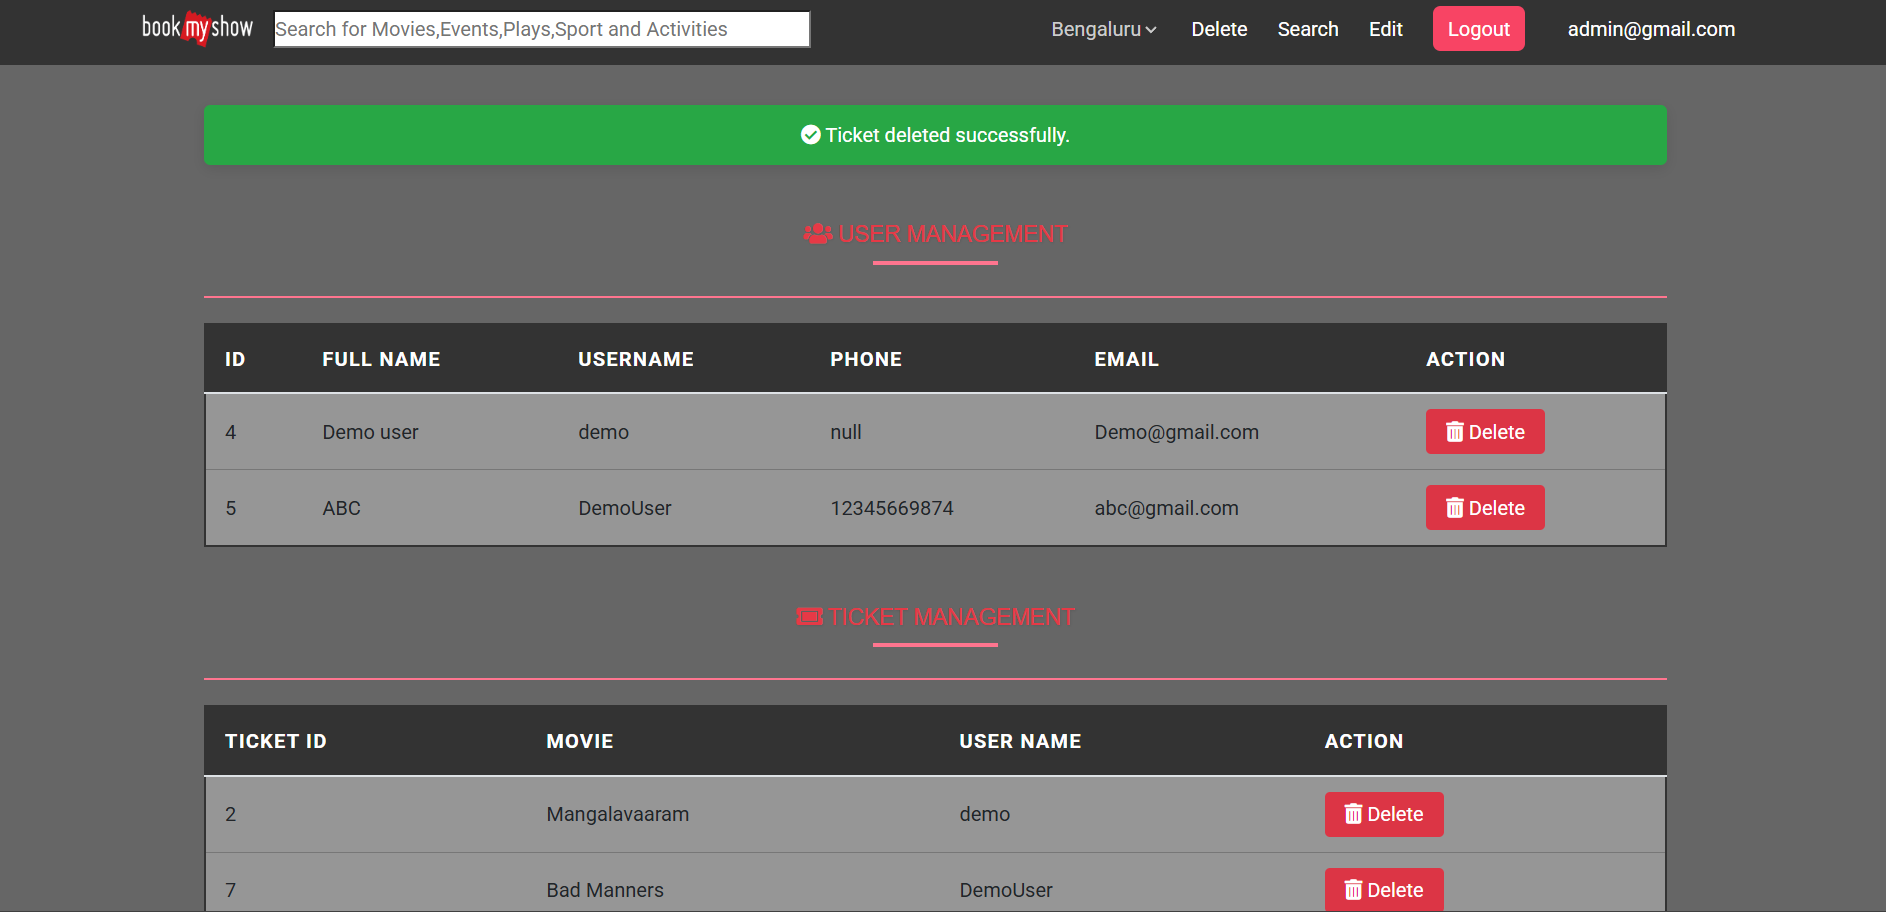 bookmyshow Search for Movies,Events,Plays,Sport and Activities Bengaluru Delete Search Edit Logout admin@gmail.com
Ticket deleted successfully.
USER MANAGEMENT
ID FULL NAME USERNAME PHONE EMAIL ACTION
4 Demo user demo null Demo@gmail.com Delete
5 ABC DemoUser 12345669874 abc@gmail.com Delete
TICKET MANAGEMENT
TICKET ID MOVIE USER NAME ACTION
2 Mangalavaaram demo Delete
7 Bad Manners DemoUser Delete